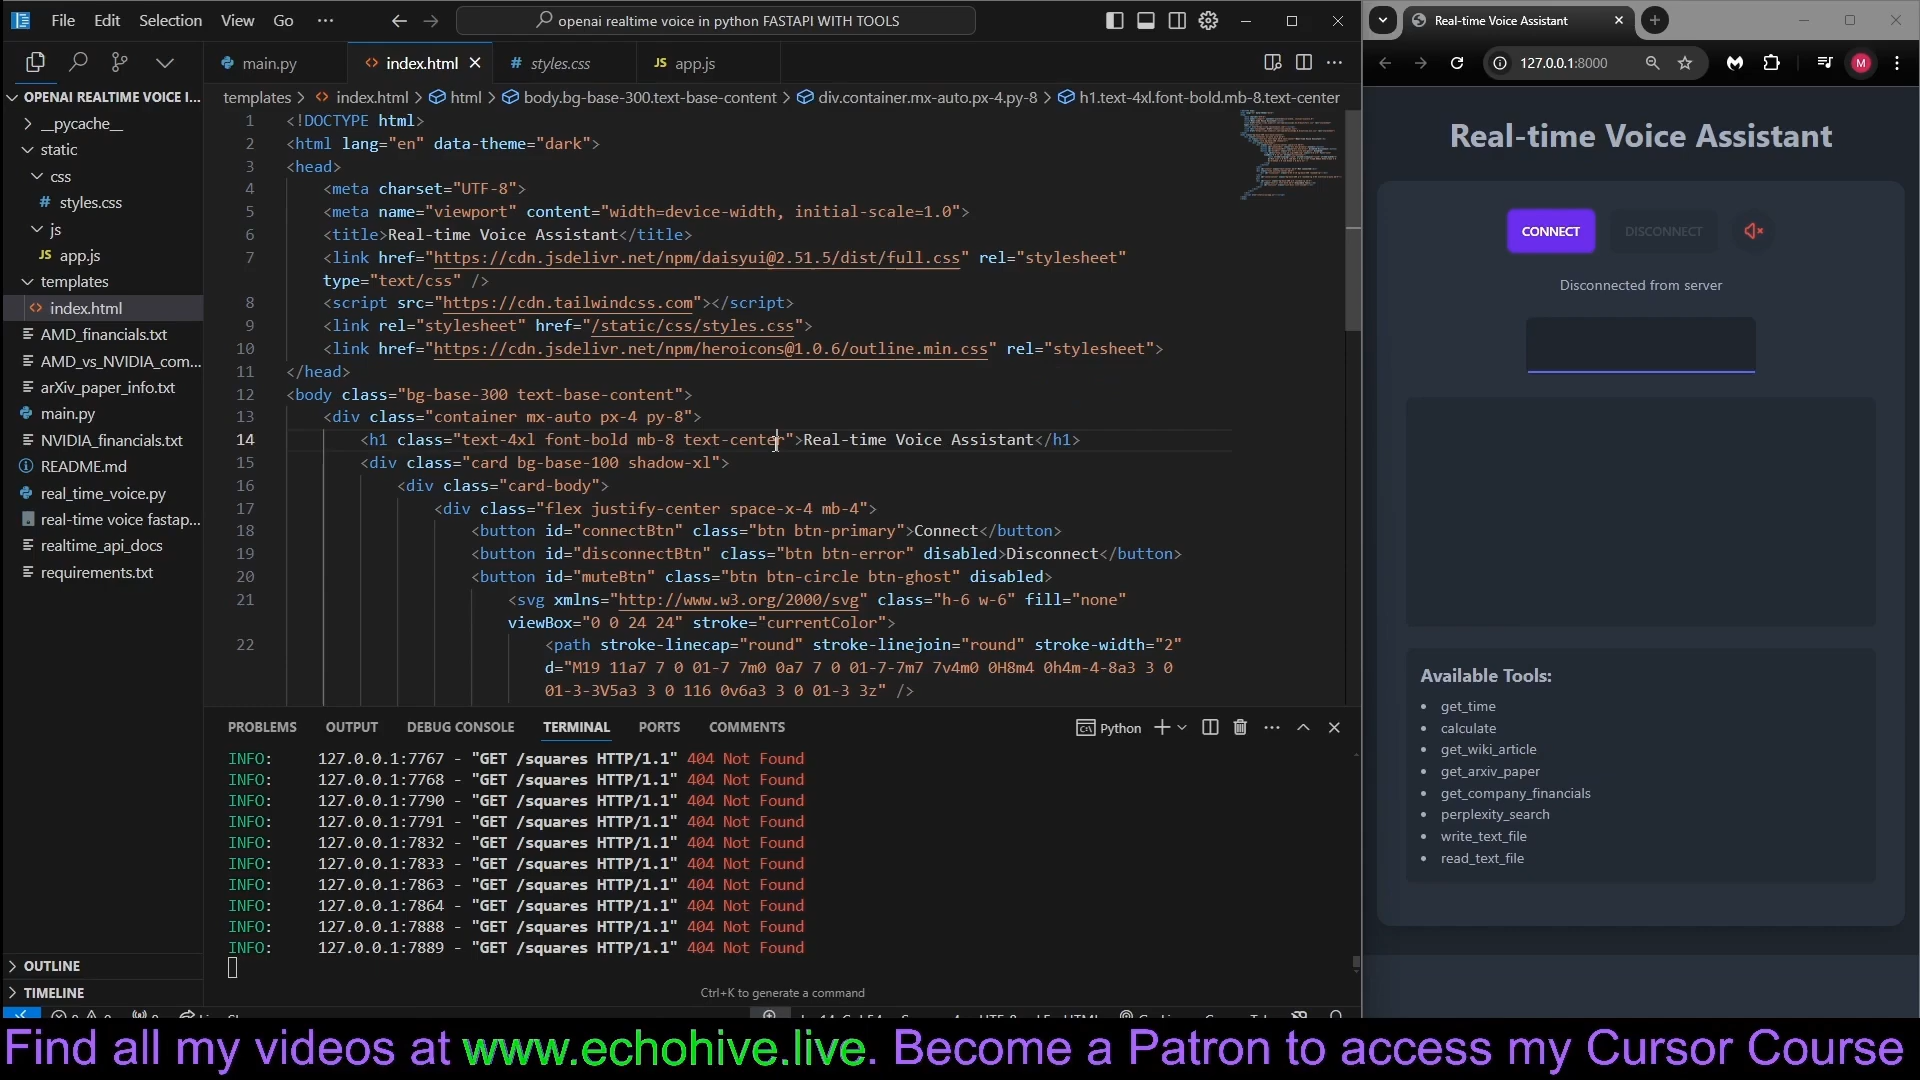 File Edit Selection View Go ··· openai realtime voice in python FASTAPI WITH TOOLS
main.py index.html styles.css app.js
templates > index.html > html > body.bg-base-300.text-base-content > div.container.mx-auto.px-4.py-8 > h1.text-4xl.font-bold.mb-8.text-center
OPENAI REALTIME VOICE I...
__pycache__
static
css
styles.css
js
app.js
templates
index.html
AMD_financials.txt
AMD_vs_NVIDIA_com...
arXiv_paper_info.txt
main.py
NVIDIA_financials.txt
README.md
real_time_voice.py
real-time voice fastap...
realtime_api_docs
requirements.txt
OUTLINE
TIMELINE
1 <!DOCTYPE html>
2 <html lang="en" data-theme="dark">
3 <head>
4 <meta charset="UTF-8">
5 <meta name="viewport" content="width=device-width, initial-scale=1.0">
6 <title>Real-time Voice Assistant</title>
7 <link href="https://cdn.jsdelivr.net/npm/daisyui@2.51.5/dist/full.css" rel="stylesheet"
type="text/css" />
8 <script src="https://cdn.tailwindcss.com"></script>
9 <link rel="stylesheet" href="/static/css/styles.css">
10 <link href="https://cdn.jsdelivr.net/npm/heroicons@1.0.6/outline.min.css" rel="stylesheet">
11 </head>
12 <body class="bg-base-300 text-base-content">
13 <div class="container mx-auto px-4 py-8">
14 <h1 class="text-4xl font-bold mb-8 text-center">Real-time Voice Assistant</h1>
15 <div class="card bg-base-100 shadow-xl">
16 <div class="card-body">
17 <div class="flex justify-center space-x-4 mb-4">
18 <button id="connectBtn" class="btn btn-primary">Connect</button>
19 <button id="disconnectBtn" class="btn btn-error" disabled>Disconnect</button>
20 <button id="muteBtn" class="btn btn-circle btn-ghost" disabled>
21 <svg xmlns="http://www.w3.org/2000/svg" class="h-6 w-6" fill="none"
viewBox="0 0 24 24" stroke="currentColor">
22 <path stroke-linecap="round" stroke-linejoin="round" stroke-width="2"
d="M19 11a7 7 0 01-7 7m0 0a7 7 0 01-7-7m7 7v4m0 0H8m4 0h4m-4-8a3 3 0
01-3-3V5a3 3 0 116 0v6a3 3 0 01-3 3z" />
PROBLEMS OUTPUT DEBUG CONSOLE TERMINAL PORTS COMMENTS Python
INFO: 127.0.0.1:7767 - "GET /squares HTTP/1.1" 404 Not Found
INFO: 127.0.0.1:7768 - "GET /squares HTTP/1.1" 404 Not Found
INFO: 127.0.0.1:7790 - "GET /squares HTTP/1.1" 404 Not Found
INFO: 127.0.0.1:7791 - "GET /squares HTTP/1.1" 404 Not Found
INFO: 127.0.0.1:7832 - "GET /squares HTTP/1.1" 404 Not Found
INFO: 127.0.0.1:7833 - "GET /squares HTTP/1.1" 404 Not Found
INFO: 127.0.0.1:7863 - "GET /squares HTTP/1.1" 404 Not Found
INFO: 127.0.0.1:7864 - "GET /squares HTTP/1.1" 404 Not Found
INFO: 127.0.0.1:7888 - "GET /squares HTTP/1.1" 404 Not Found
INFO: 127.0.0.1:7889 - "GET /squares HTTP/1.1" 404 Not Found
Ctrl+K to generate a command
Real-time Voice Assistant
127.0.0.1:8000
M
Real-time Voice Assistant
CONNECT DISCONNECT
Disconnected from server
Available Tools:
• get_time
• calculate
• get_wiki_article
• get_arxiv_paper
• get_company_financials
• perplexity_search
• write_text_file
• read_text_file
Find all my videos at www.echohive.live. Become a Patron to access my Cursor Course